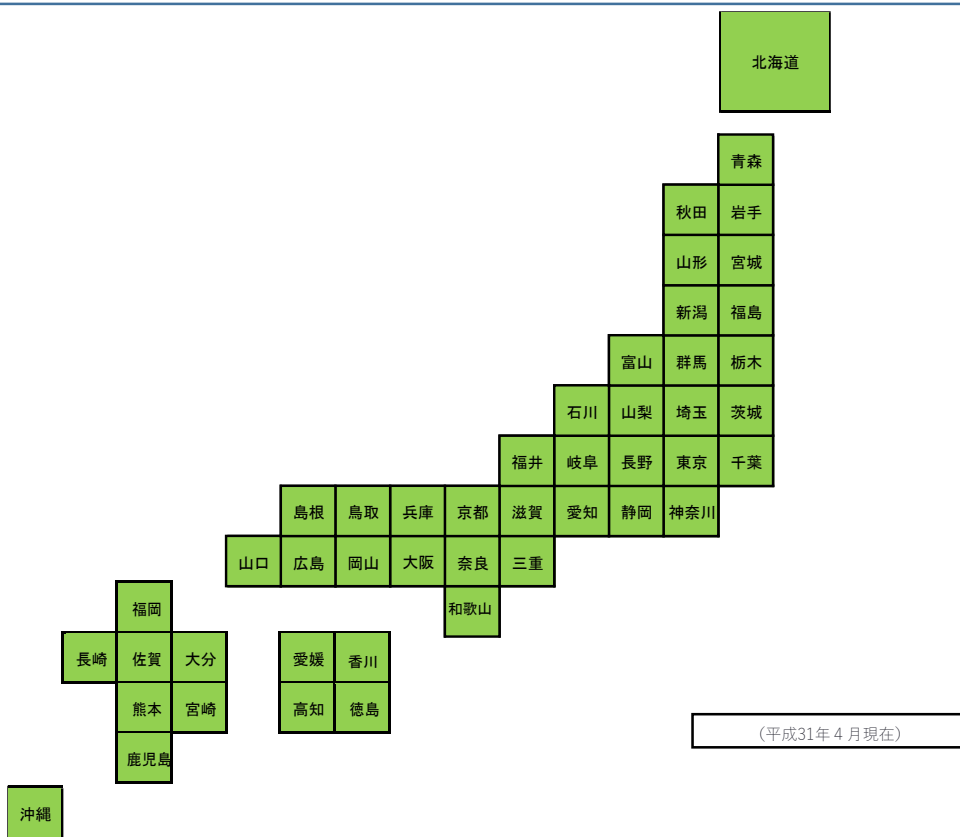 北海道
青森
秋田 岩手
山形 宮城
新潟 福島
富山 群馬 栃木
石川 山梨 埼玉 茨城
福井 岐阜 長野 東京 千葉
島根 鳥取 兵庫 京都 滋賀 愛知 静岡 神奈川
山口 広島 岡山 大阪 奈良 三重
和歌山
福岡
長崎 佐賀 大分 愛媛 香川
熊本 宮崎 高知 徳島
(平成31年4月現在)
鹿児島
沖縄